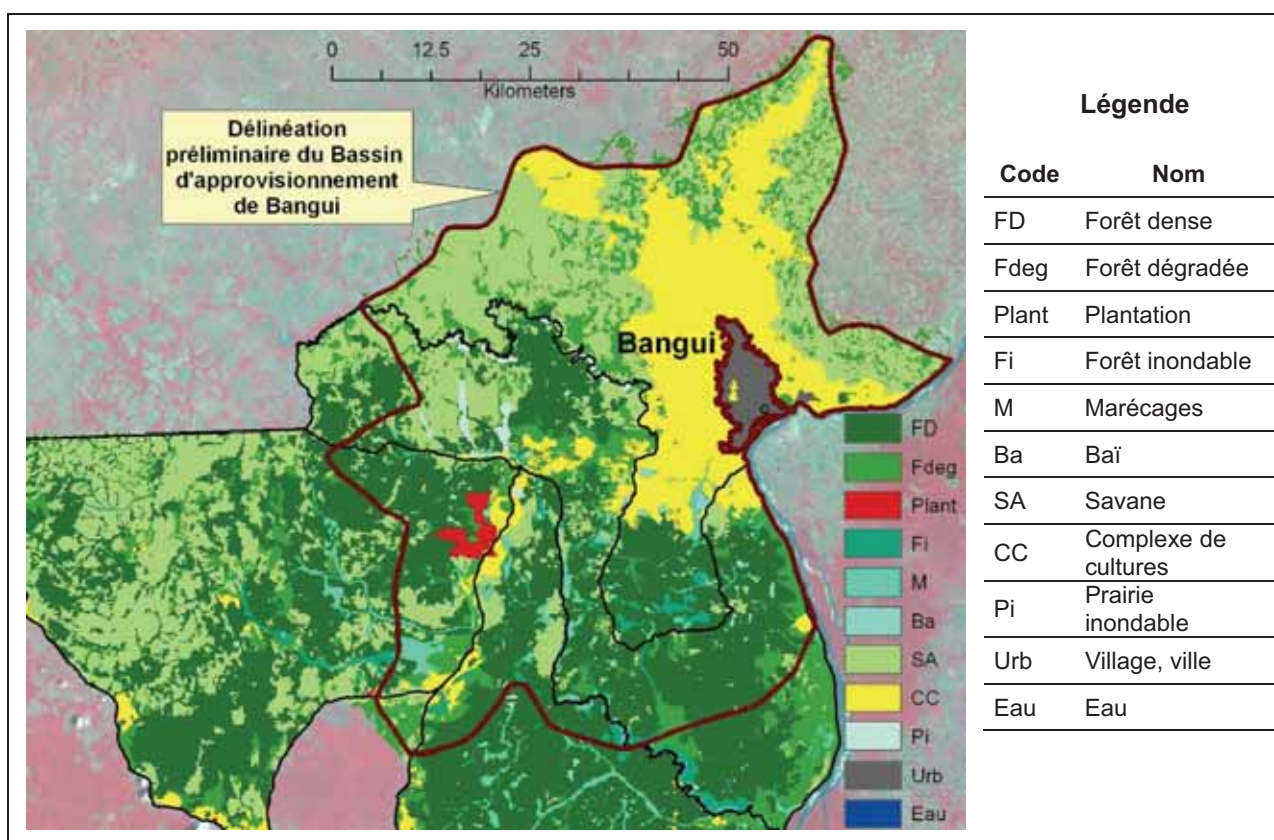 0 12.5 25 50
Kilometers
Délinéation
préliminaire du Bassin
d'approvisionnement
de Bangui
Bangui
FD
Fdeg
Plant
Fi
M
Ba
SA
CC
Pi
Urb
Eau
Légende
Code Nom
FD Forêt dense
Fdeg Forêt dégradée
Plant Plantation
Fi Forêt inondable
M Marécages
Ba Baï
SA Savane
CC Complexe de
cultures
Pi Prairie
inondable
Urb Village, ville
Eau Eau